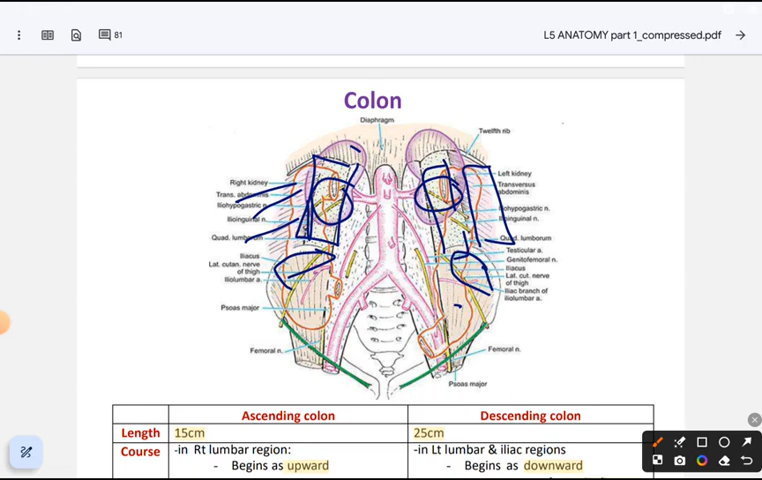 81
L5 ANATOMY part 1_compressed.pdf
Colon
Diaphragm
Twelfth rib
Right kidney
Trans. abdominis
Iliohypogastric n.
Ilioinguinal n.
Quad. lumborum
Iliacus
Lat. cutan. nerve
of thigh
Iliolumbar a.
Psoas major
Femoral n.
Left kidney
Transversus
abdominis
Iliohypogastric n.
Ilioinguinal n.
Quad. lumborum
Testicular a.
Genitofemoral n.
Iliacus
Lat. cut. nerve
of thigh
Iliac branch of
iliolumbar a.
Femoral n.
Psoas major
Ascending colon
Descending colon
Length
15cm
25cm
Course
-in Rt lumbar region:
-in Lt lumbar & iliac regions
- Begins as upward
- Begins as downward